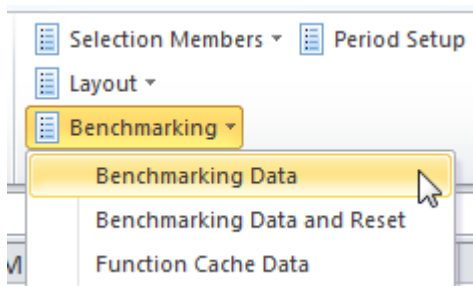 Selection Members Period Setup
Layout
Benchmarking
Benchmarking Data
Benchmarking Data and Reset
M Function Cache Data